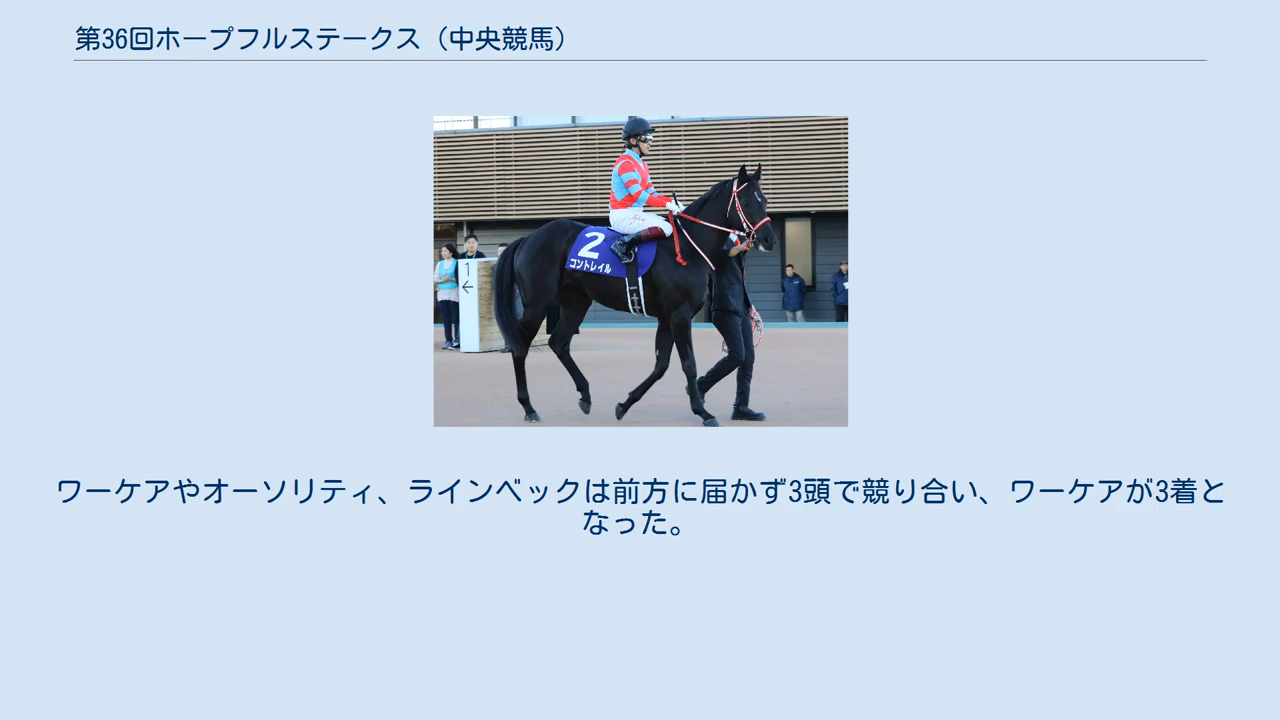 第36回ホープフルステークス（中央競馬）
1
←
2
コントレイル
ワーケアやオーソリティ、ラインベックは前方に届かず3頭で競り合い、ワーケアが3着と
なった。